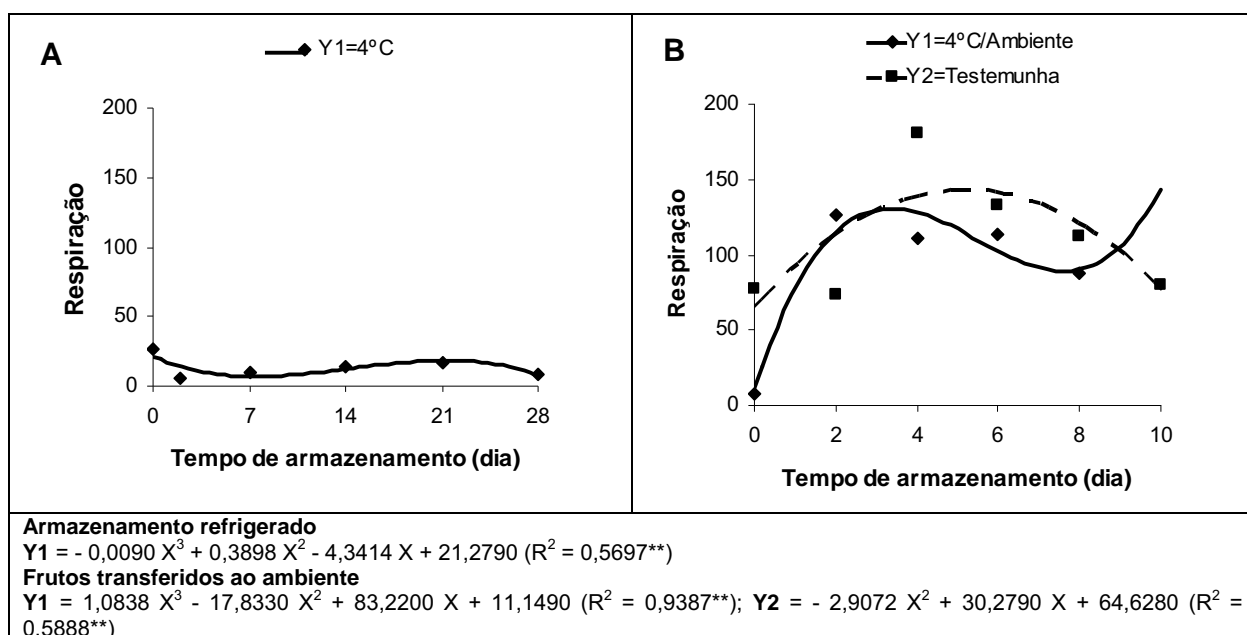 A
Y1=4ºC
200
150
100
50
0
Respiração
0 7 14 21 28
Tempo de armazenamento (dia)
B
Y1=4ºC/Ambiente
Y2=Testemunha
200
150
100
50
0
Respiração
0 2 4 6 8 10
Tempo de armazenamento (dia)
Armazenamento refrigerado
Y1 = - 0,0090 X³ + 0,3898 X² - 4,3414 X + 21,2790 (R² = 0,5697**)
Frutos transferidos ao ambiente
Y1 = 1,0838 X³ - 17,8330 X² + 83,2200 X + 11,1490 (R² = 0,9387**); Y2 = - 2,9072 X² + 30,2790 X + 64,6280 (R² =
0,5888**)